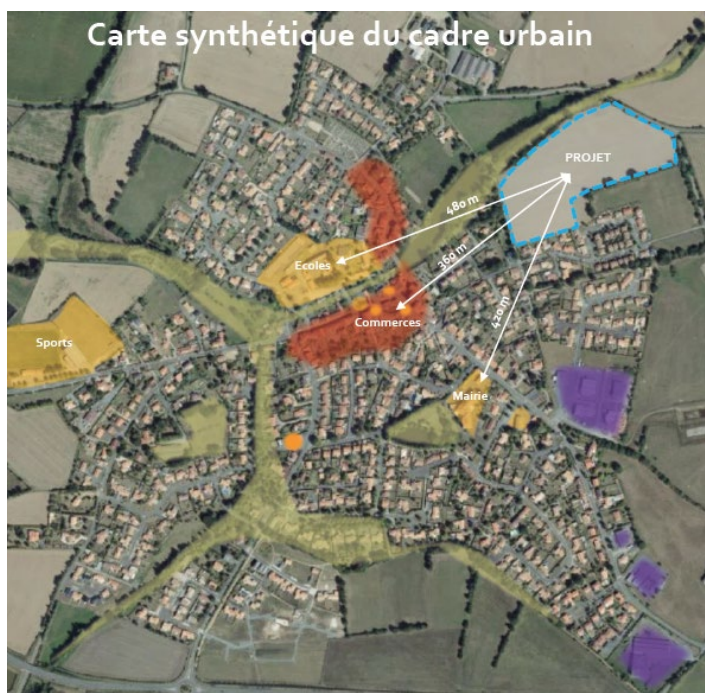 Carte synthétique du cadre urbain
PROJET
480 m
360 m
Ecoles
420 m
Commerces
Sports
Mairie